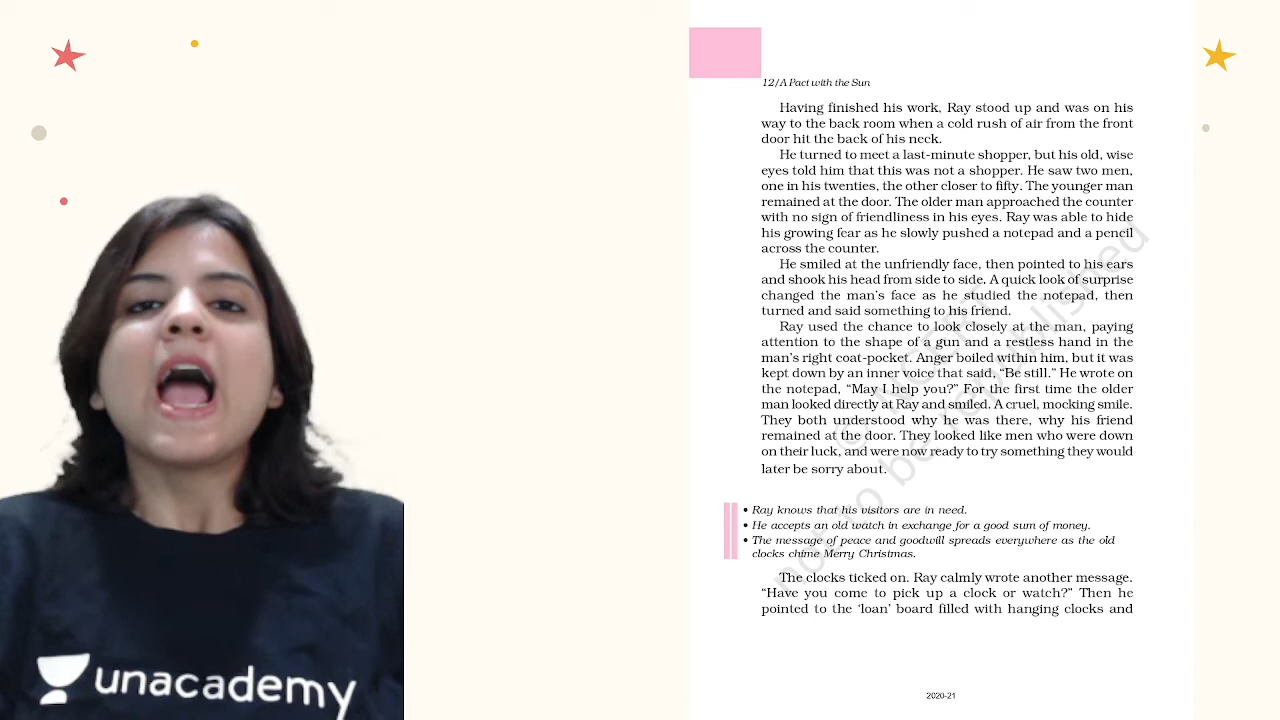 12/A Pact with the Sun
Having finished his work, Ray stood up and was on his
way to the back room when a cold rush of air from the front
door hit the back of his neck.
He turned to meet a last-minute shopper, but his old, wise
eyes told him that this was not a shopper. He saw two men,
one in his twenties, the other closer to fifty. The younger man
remained at the door. The older man approached the counter
with no sign of friendliness in his eyes. Ray was able to hide
his growing fear as he slowly pushed a notepad and a pencil
across the counter.
He smiled at the unfriendly face, then pointed to his ears
and shook his head from side to side. A quick look of surprise
changed the man's face as he studied the notepad, then
turned and said something to his friend.
Ray used the chance to look closely at the man, paying
attention to the shape of a gun and a restless hand in the
man's right coat-pocket. Anger boiled within him, but it was
kept down by an inner voice that said, “Be still.” He wrote on
the notepad, “May I help you?” For the first time the older
man looked directly at Ray and smiled. A cruel, mocking smile.
They both understood why he was there, why his friend
remained at the door. They looked like men who were down
on their luck, and were now ready to try something they would
later be sorry about.
• Ray knows that his visitors are in need.
• He accepts an old watch in exchange for a good sum of money.
• The message of peace and goodwill spreads everywhere as the old
clocks chime Merry Christmas.
The clocks ticked on. Ray calmly wrote another message.
“Have you come to pick up a clock or watch?” Then he
pointed to the ‘loan’ board filled with hanging clocks and
2020-21
© NCERT
not to be republished
unacademy